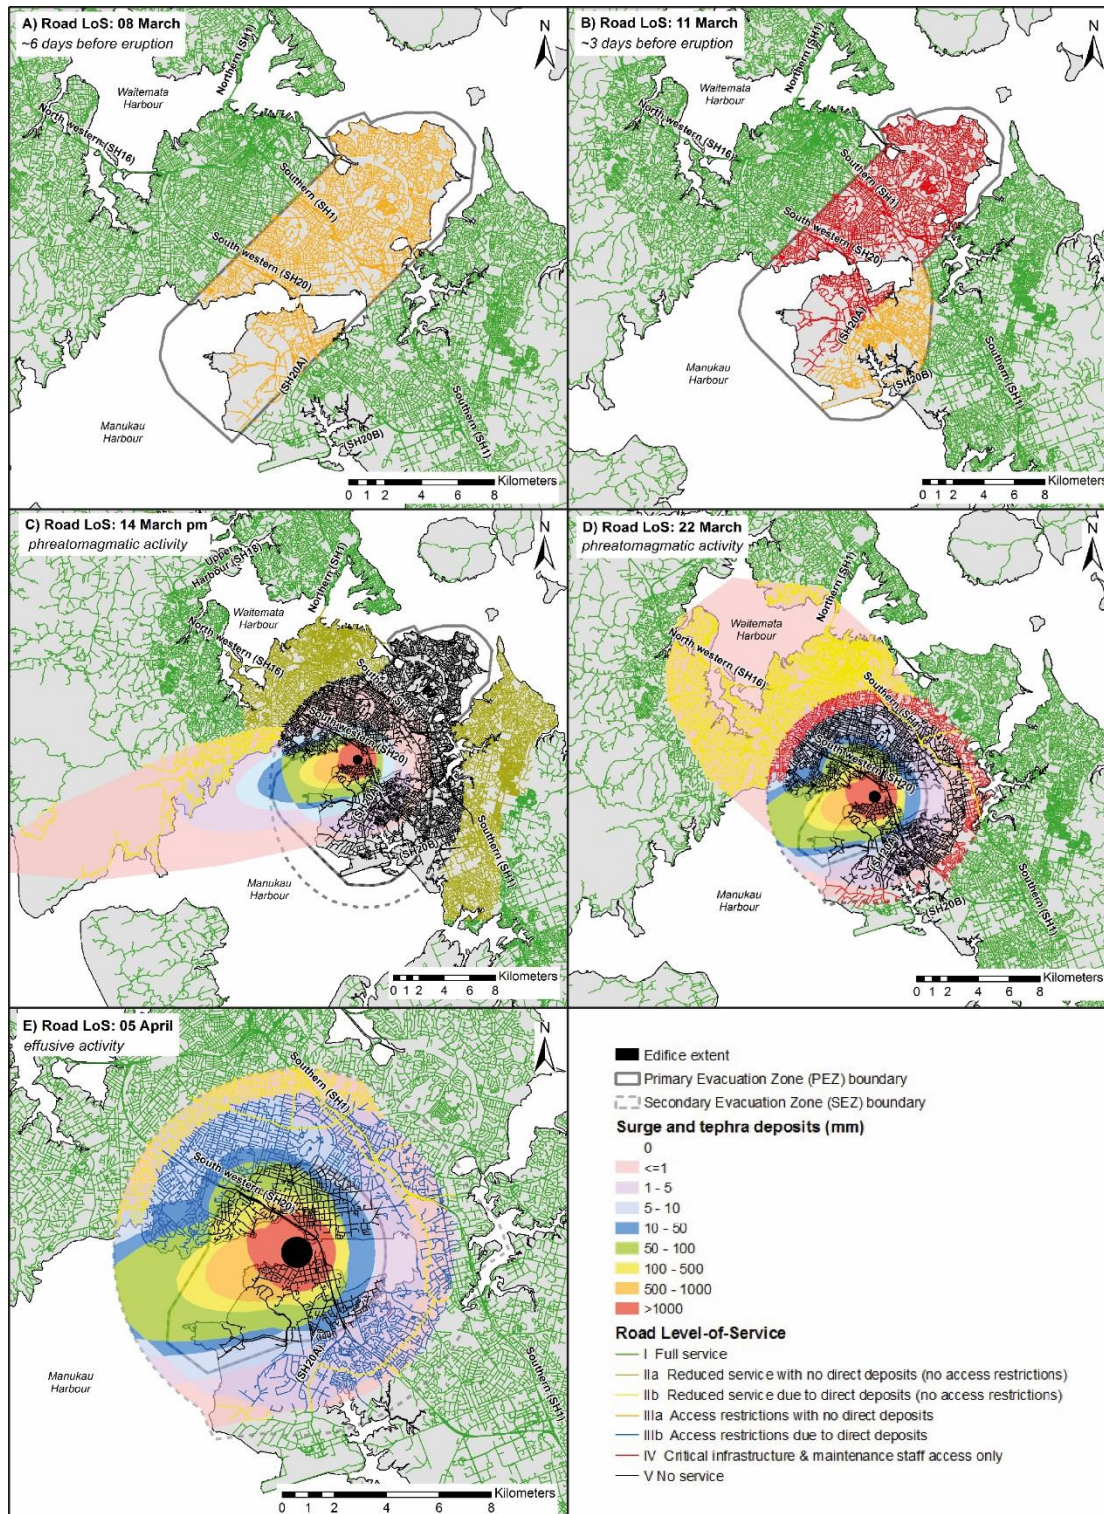 A) Road LoS: 08 March
~6 days before eruption
N
Northern (SH1)
Waitemata
Harbour
North western (SH16)
Southern (SH1)
South western (SH20)
(SH20A)
Manukau
Harbour
(SH20B)
Southern (SH1)
Kilometers
0 1 2 4 6 8
B) Road LoS: 11 March
~3 days before eruption
N
Northern (SH1)
Waitemata
Harbour
North western (SH16)
Southern (SH1)
South western (SH20)
(SH20A)
Manukau
Harbour
(SH20B)
Southern (SH1)
Kilometers
0 1 2 4 6 8
C) Road LoS: 14 March pm
phreatomagmatic activity
N
Upper
Harbour (SH18)
Northern (SH1)
Waitemata
Harbour
North western (SH16)
Southern (SH1)
South western (SH20)
(SH20B)
Southern (SH1)
Manukau
Harbour
Kilometers
0 1 2 4 6 8
D) Road LoS: 22 March
phreatomagmatic activity
N
Waitemata
Harbour
Northern (SH1)
North western (SH16)
Southern (SH1)
South western (SH20)
(SH20B)
Southern (SH1)
Manukau
Harbour
Kilometers
0 1 2 4 6 8
E) Road LoS: 05 April
effusive activity
N
Southern (SH1)
South western (SH20)
(SH20A)
Southern (SH1)
Manukau
Harbour
Kilometers
0 2 4 6 8
Edifice extent
Primary Evacuation Zone (PEZ) boundary
Secondary Evacuation Zone (SEZ) boundary
Surge and tephra deposits (mm)
0
<=1
1 - 5
5 - 10
10 - 50
50 - 100
100 - 500
500 - 1000
>1000
Road Level-of-Service
I Full service
IIa Reduced service with no direct deposits (no access restrictions)
IIb Reduced service due to direct deposits (no access restrictions)
IIIa Access restrictions with no direct deposits
IIIb Access restrictions due to direct deposits
IV Critical infrastructure & maintenance staff access only
V No service